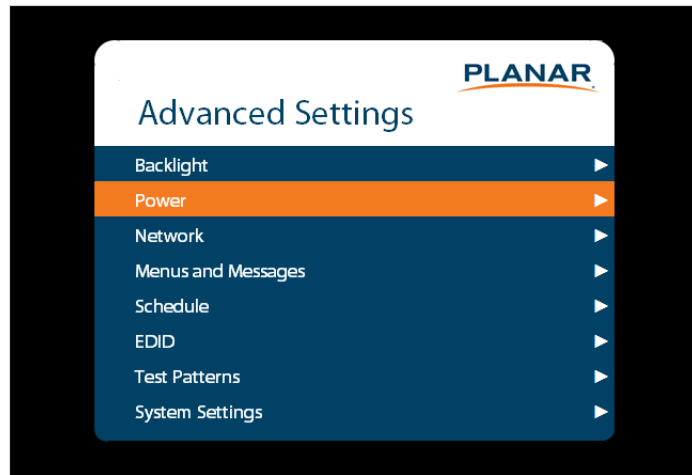 PLANAR
Advanced Settings
Backlight
Power
Network
Menus and Messages
Schedule
EDID
Test Patterns
System Settings